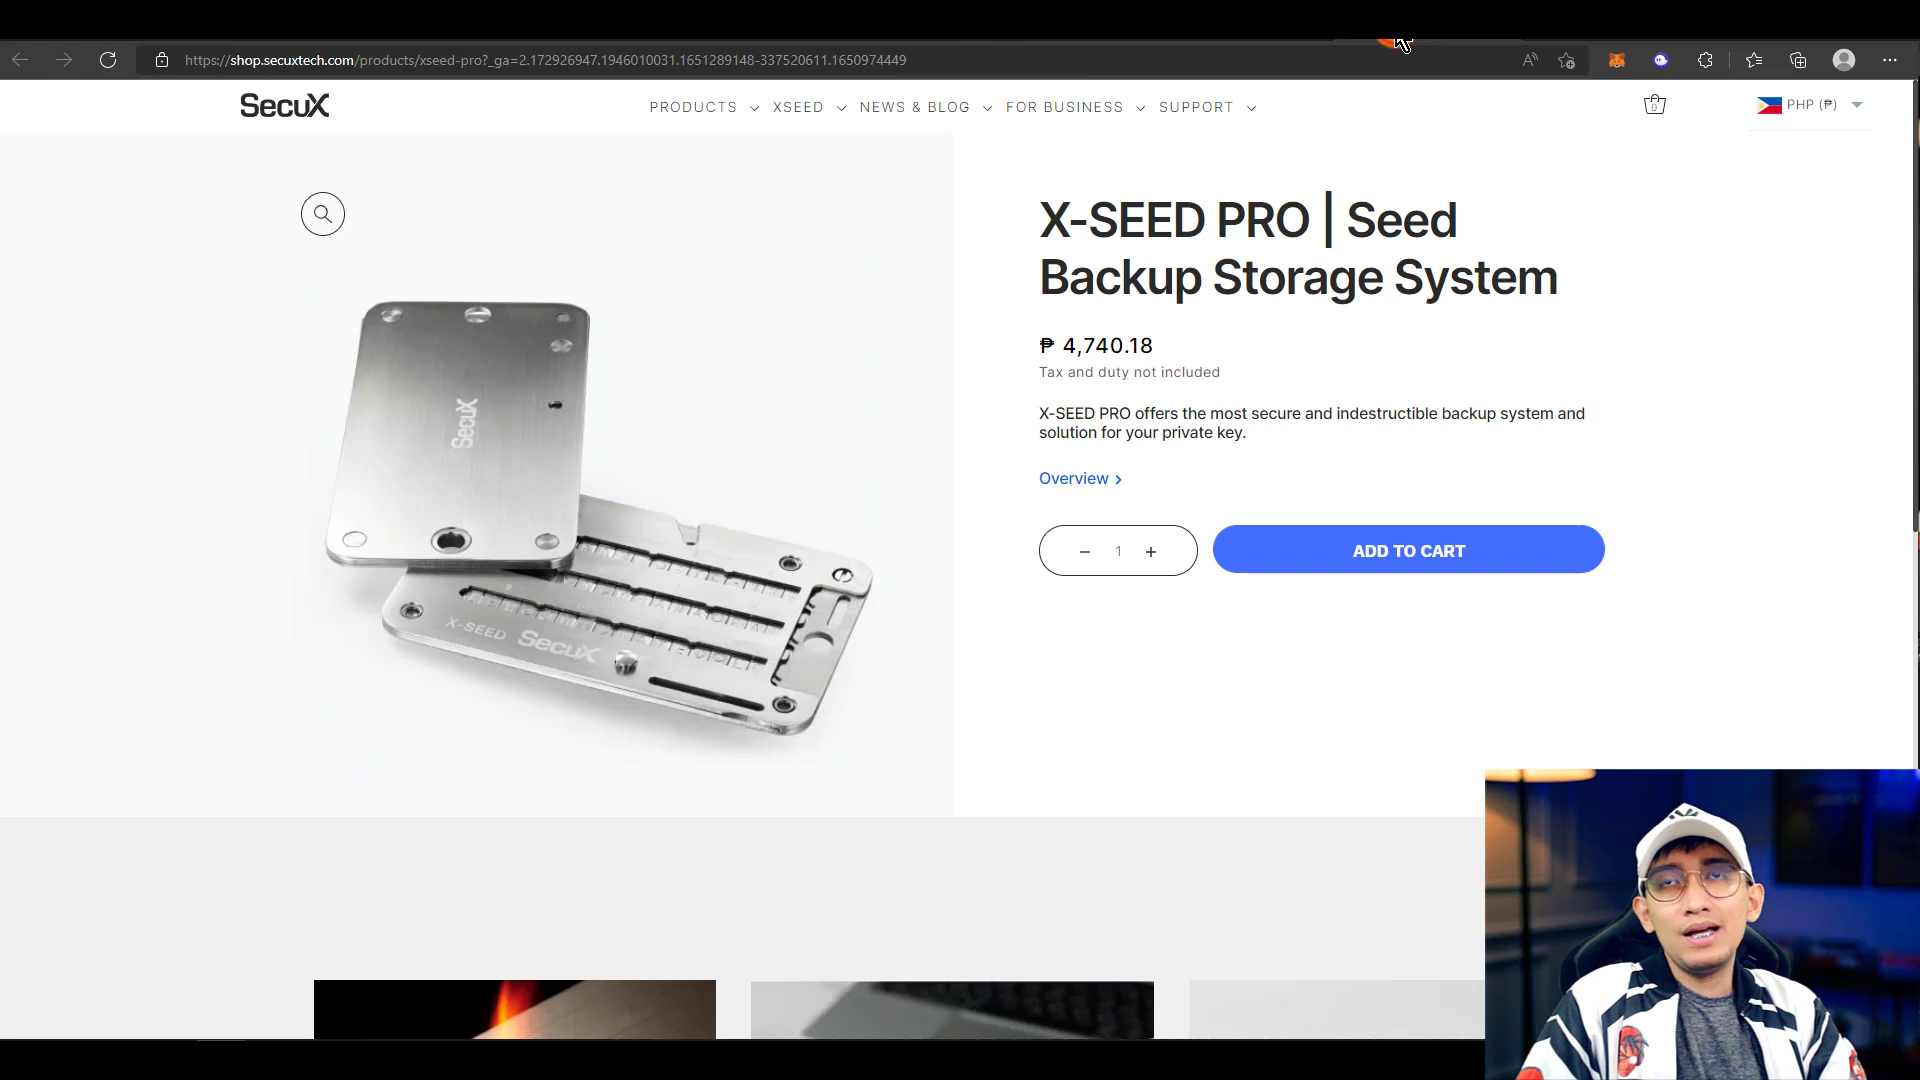 https://shop.secuxtech.com/products/xseed-pro?_ga=2.172926947.1946010031.1651289148-337520611.1650974449
SecuX
PRODUCTS
XSEED
NEWS & BLOG
FOR BUSINESS
SUPPORT
0
PHP (₱)
X-SEED PRO | Seed
Backup Storage System
₱ 4,740.18
Tax and duty not included
X-SEED PRO offers the most secure and indestructible backup system and
solution for your private key.
Overview
− 1 +
ADD TO CART
SecuX
X-SEED SecuX